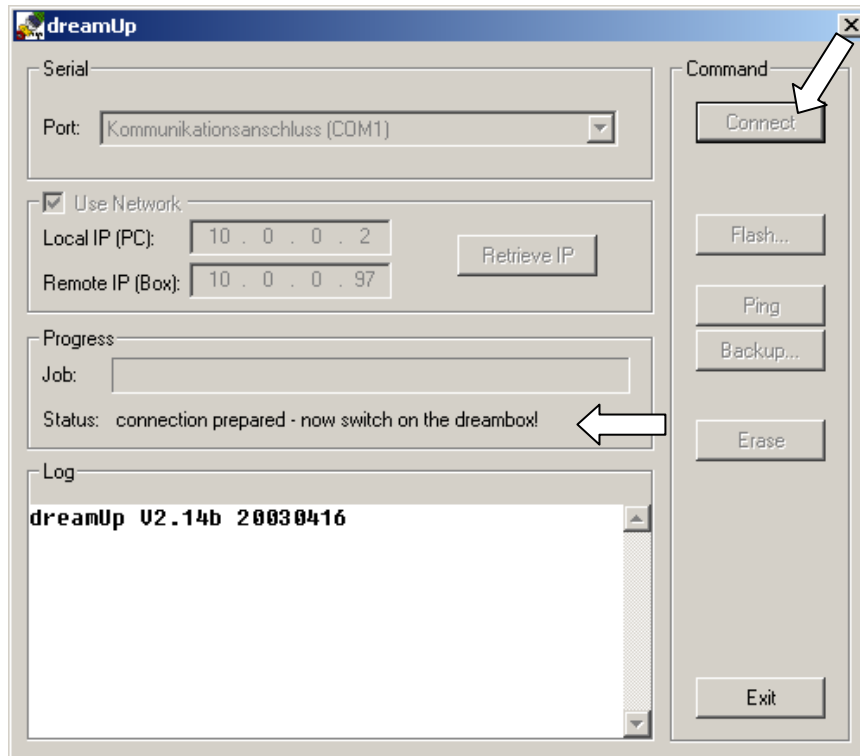 dreamUp
Serial
Port: Kommunikationsanschluss (COM1)
Use Network
Local IP (PC): 10 . 0 . 0 . 2
Remote IP (Box): 10 . 0 . 0 . 97
Retrieve IP
Progress
Job:
Status: connection prepared - now switch on the dreambox!
Log
dreamUp V2.14b 20030416
Command
Connect
Flash...
Ping
Backup...
Erase
Exit